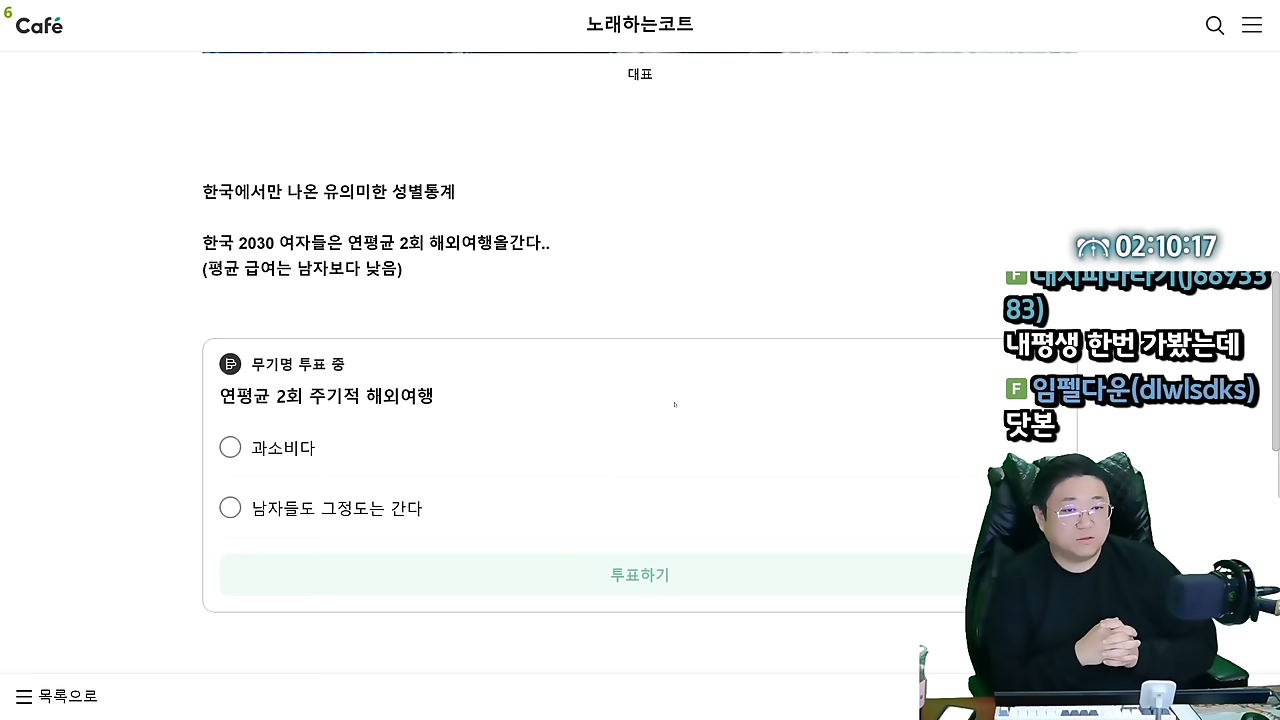 6
Café
노래하는코트
대표
한국에서만 나온 유의미한 성별통계
한국 2030 여자들은 연평균 2회 해외여행을간다..
(평균 급여는 남자보다 낮음)
무기명 투표 중
연평균 2회 주기적 해외여행
과소비다
남자들도 그정도는 간다
투표하기
목록으로
02:10:17
83)
내평생 한번 가봤는데
F 임펠다운(dlwlsdks)
닷본